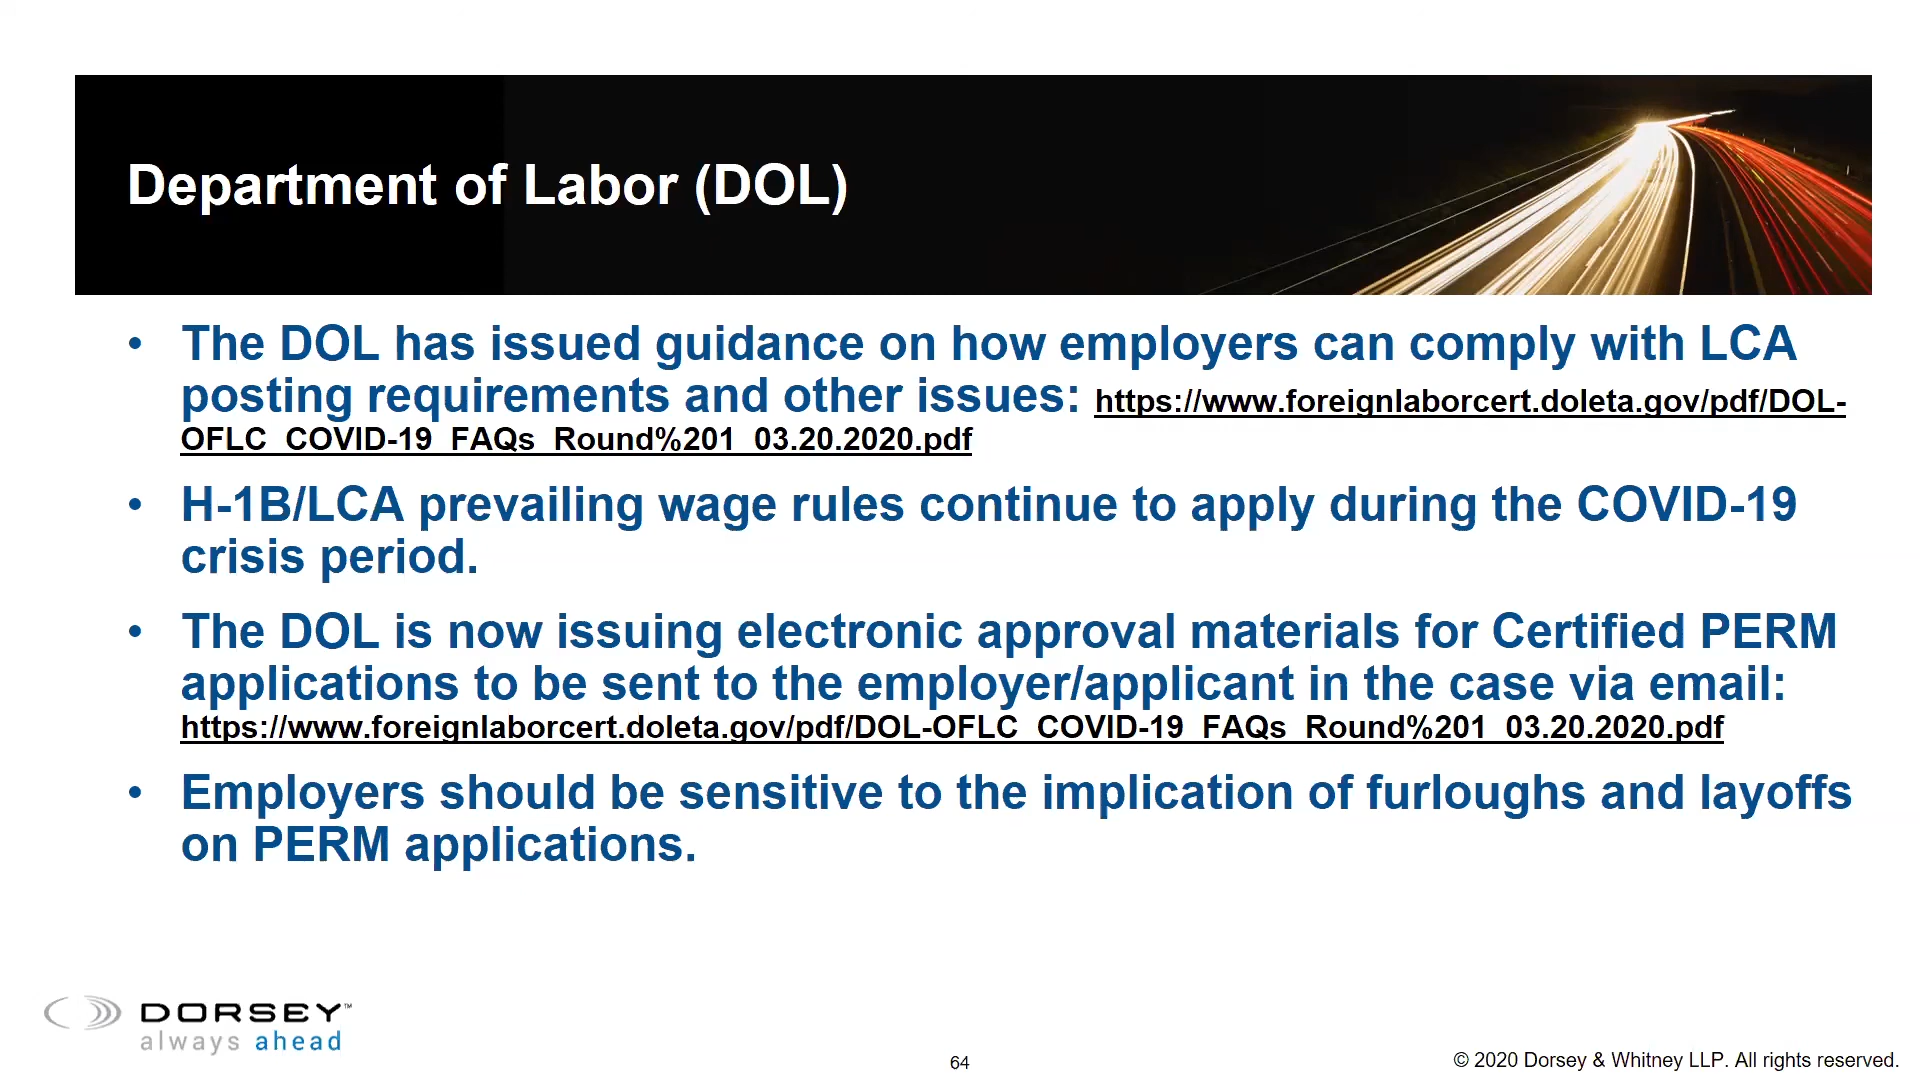 Department of Labor (DOL)
• The DOL has issued guidance on how employers can comply with LCA
posting requirements and other issues: https://www.foreignlaborcert.doleta.gov/pdf/DOL-
OFLC_COVID-19_FAQs_Round%201_03.20.2020.pdf
• H-1B/LCA prevailing wage rules continue to apply during the COVID-19
crisis period.
• The DOL is now issuing electronic approval materials for Certified PERM
applications to be sent to the employer/applicant in the case via email:
https://www.foreignlaborcert.doleta.gov/pdf/DOL-OFLC_COVID-19_FAQs_Round%201_03.20.2020.pdf
• Employers should be sensitive to the implication of furloughs and layoffs
on PERM applications.
DORSEY™
always ahead
64
© 2020 Dorsey & Whitney LLP. All rights reserved.